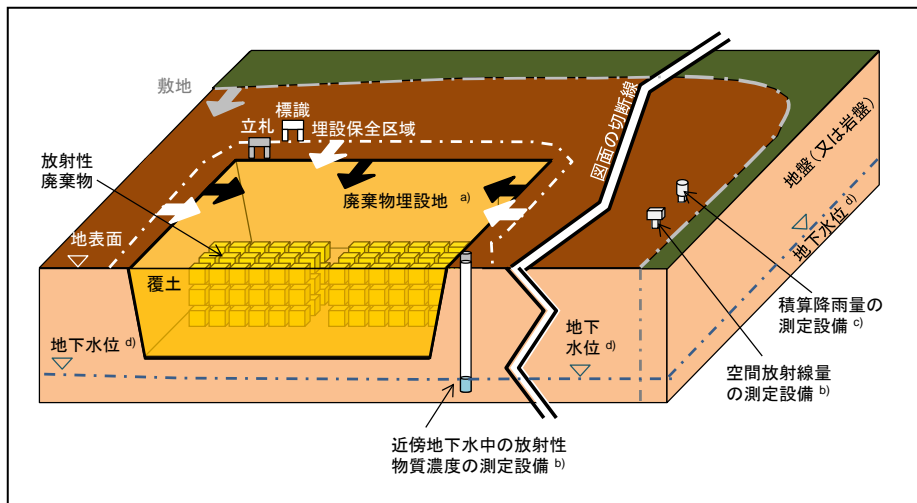 敷地
標識
立札
埋設保全区域
図面の切断線
地盤(又は岩盤)
放射性
廃棄物
廃棄物埋設地 a)
地下水位 d)
地表面
覆土
積算降雨量の
測定設備 c)
地下水位 d)
地下
水位 d)
空間放射線量
の測定設備 b)
近傍地下水中の放射性
物質濃度の測定設備 b)